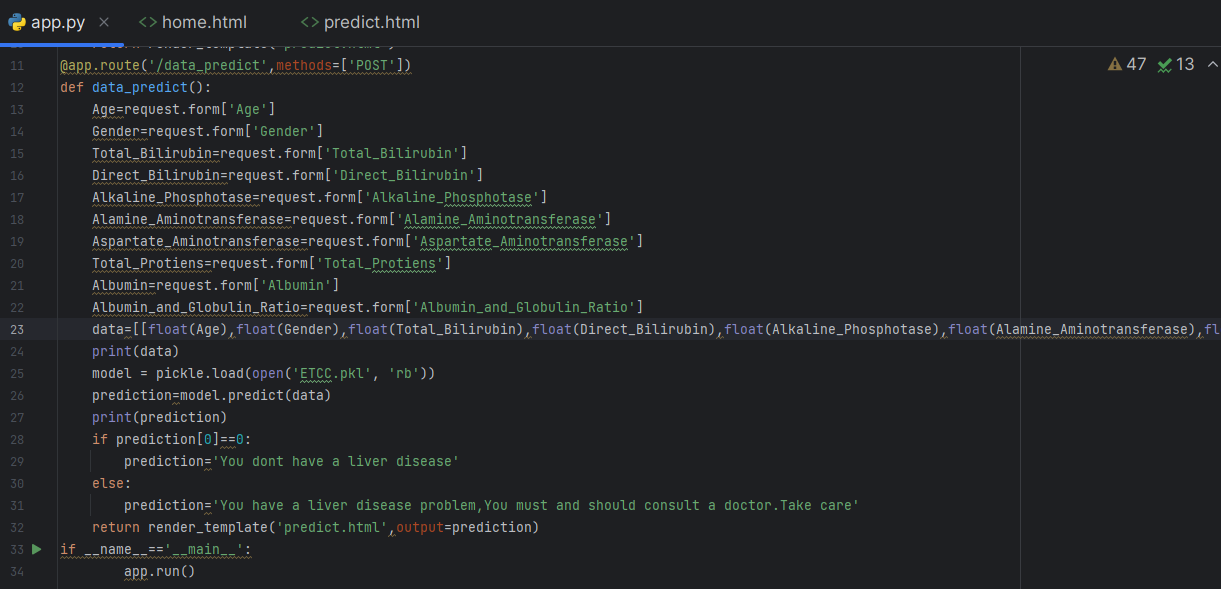 app.py
home.html
predict.html
47
13
11 @app.route('/data_predict',methods=['POST'])
12 def data_predict():
13     Age=request.form['Age']
14     Gender=request.form['Gender']
15     Total_Bilirubin=request.form['Total_Bilirubin']
16     Direct_Bilirubin=request.form['Direct_Bilirubin']
17     Alkaline_Phosphotase=request.form['Alkaline_Phosphotase']
18     Alamine_Aminotransferase=request.form['Alamine_Aminotransferase']
19     Aspartate_Aminotransferase=request.form['Aspartate_Aminotransferase']
20     Total_Protiens=request.form['Total_Protiens']
21     Albumin=request.form['Albumin']
22     Albumin_and_Globulin_Ratio=request.form['Albumin_and_Globulin_Ratio']
23     data=[[float(Age),float(Gender),float(Total_Bilirubin),float(Direct_Bilirubin),float(Alkaline_Phosphotase),float(Alamine_Aminotransferase),fl
24     print(data)
25     model = pickle.load(open('ETCC.pkl', 'rb'))
26     prediction=model.predict(data)
27     print(prediction)
28     if prediction[0]==0:
29         prediction='You dont have a liver disease'
30     else:
31         prediction='You have a liver disease problem,You must and should consult a doctor.Take care'
32     return render_template('predict.html',output=prediction)
33 if __name__=='__main__':
34         app.run()